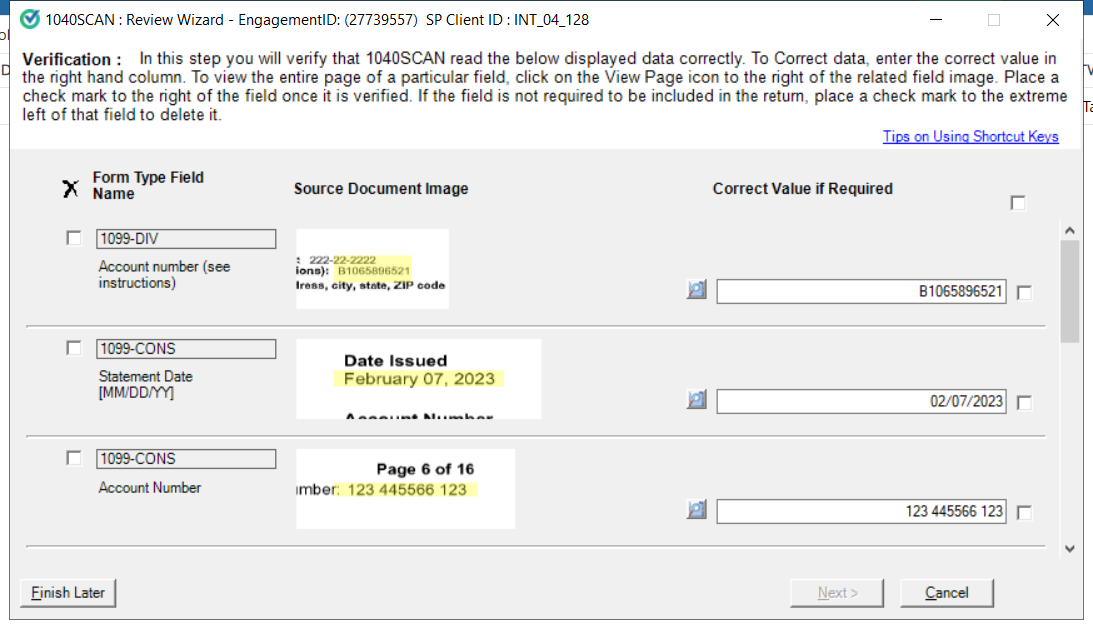 1040SCAN : Review Wizard - EngagementID: (27739557)  SP Client ID : INT_04_128
Verification :   In this step you will verify that 1040SCAN read the below displayed data correctly. To Correct data, enter the correct value in
the right hand column. To view the entire page of a particular field, click on the View Page icon to the right of the related field image. Place a
check mark to the right of the field once it is verified. If the field is not required to be included in the return, place a check mark to the extreme
left of that field to delete it.
Tips on Using Shortcut Keys
Form Type Field
Name
Source Document Image
Correct Value if Required
1099-DIV
Account number (see
instructions)
: 222-22-2222
ions): B1065896521
dress, city, state, ZIP code
B1065896521
1099-CONS
Statement Date
[MM/DD/YY]
Date Issued
February 07, 2023
Account Number
02/07/2023
1099-CONS
Account Number
Page 6 of 16
umber: 123 445566 123
123 445566 123
Finish Later
Next >
Cancel